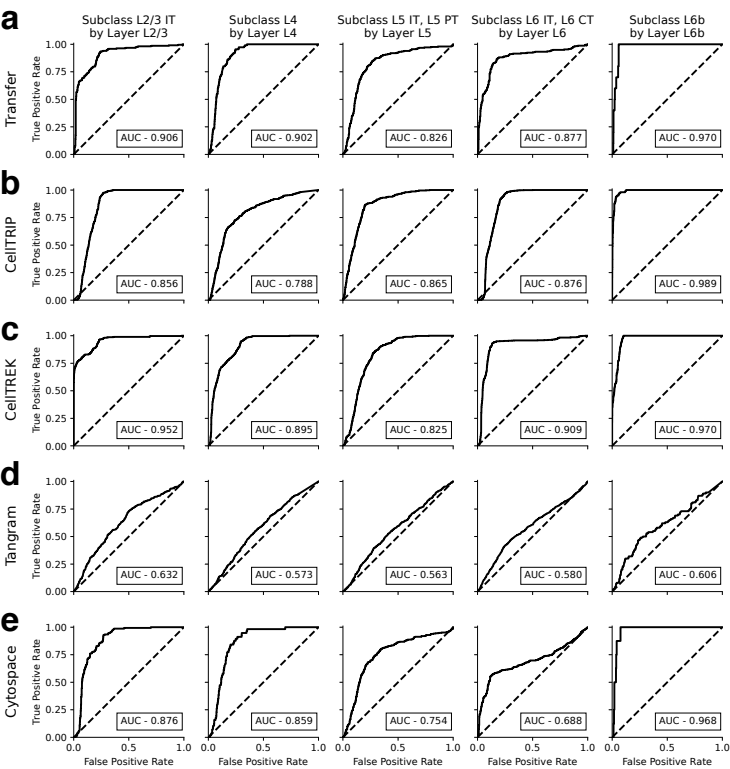 a
Subclass L2/3 IT
by Layer L2/3
Subclass L4
by Layer L4
Subclass L5 IT, L5 PT
by Layer L5
Subclass L6 IT, L6 CT
by Layer L6
Subclass L6b
by Layer L6b
Transfer
True Positive Rate
1.00
0.75
0.50
0.25
0.00
AUC - 0.906
AUC - 0.902
AUC - 0.826
AUC - 0.877
AUC - 0.970
b
CellTRIP
True Positive Rate
1.00
0.75
0.50
0.25
0.00
AUC - 0.856
AUC - 0.788
AUC - 0.865
AUC - 0.876
AUC - 0.989
c
CellTREK
True Positive Rate
1.00
0.75
0.50
0.25
0.00
AUC - 0.952
AUC - 0.895
AUC - 0.825
AUC - 0.909
AUC - 0.970
d
Tangram
True Positive Rate
1.00
0.75
0.50
0.25
0.00
AUC - 0.632
AUC - 0.573
AUC - 0.563
AUC - 0.580
AUC - 0.606
e
Cytospace
True Positive Rate
1.00
0.75
0.50
0.25
0.00
AUC - 0.876
AUC - 0.859
AUC - 0.754
AUC - 0.688
AUC - 0.968
0.0 0.5 1.0
0.0 0.5 1.0
0.0 0.5 1.0
0.0 0.5 1.0
0.0 0.5 1.0
False Positive Rate
False Positive Rate
False Positive Rate
False Positive Rate
False Positive Rate